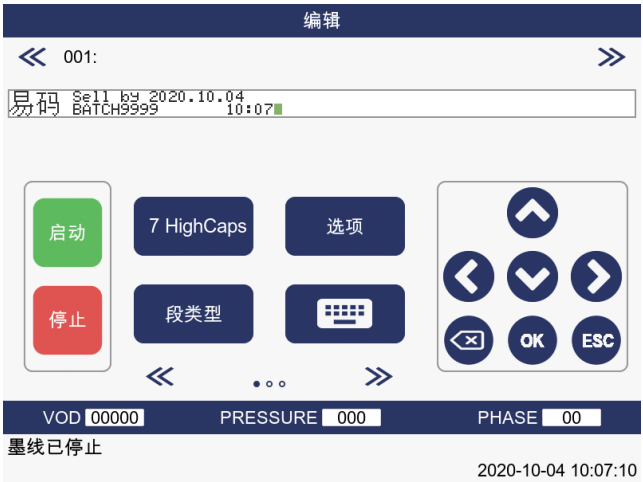 编辑
001:
易码 Sell by 2020.10.04
BATCH9999 10:07
启动
7 HighCaps
选项
停止
段类型
OK
ESC
VOD 00000 PRESSURE 000 PHASE 00
墨线已停止
2020-10-04 10:07:10